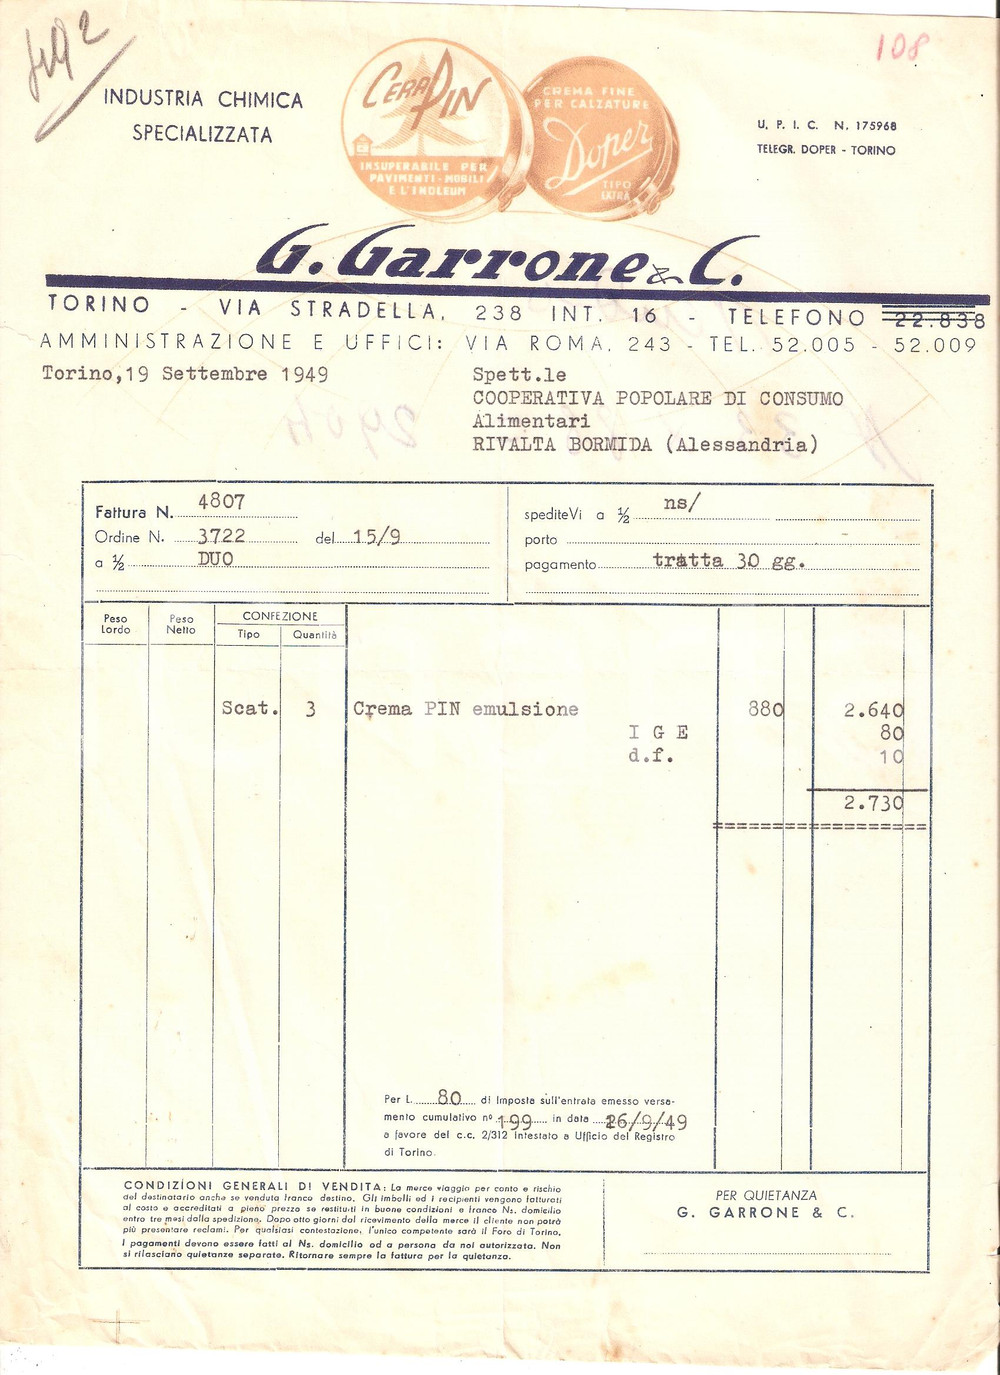 108
INDUSTRIA CHIMICA
SPECIALIZZATA
CERA PIN
INSUPERABILE PER
PAVIMENTI - MOBILI
E LINOLEUM
CREMA FINE
PER CALZATURE
Doper
TIPO
EXTRA
U. P. I. C. N. 175968
TELEGR. DOPER - TORINO
G. Garrone & C.
TORINO - VIA STRADELLA, 238 INT. 16 - TELEFONO 22.838
AMMINISTRAZIONE E UFFICI: VIA ROMA, 243 - TEL. 52.005 - 52.009
Torino,19 Settembre 1949
Spett.le
COOPERATIVA POPOLARE DI CONSUMO
Alimentari
RIVALTA BORMIDA (Alessandria)
Fattura N. 4807
Ordine N. 3722 del 15/9
a ½ DUO
spediteVi a ½ ns/
porto
pagamento tratta 30 gg.
Peso Lordo
Peso Netto
CONFEZIONE
Tipo Quantità
Scat. 3 Crema PIN emulsione 880 2.640
I G E 80
d.f. 10
2.730
Per L. 80 di Imposta sull'entrata emesso versa-
mento cumulativo n° 199 in data 26/9/49
a favore del c.c. 2/312 Intestato a Ufficio del Registro
di Torino.
CONDIZIONI GENERALI DI VENDITA: La merce viaggia per conto e rischio
del destinatario anche se venduta franco destino. Gli imballi ed i recipienti vengono fatturati
al costo e accreditati a pieno prezzo se restituiti in buone condizioni e franco Ns. domicilio
entro tre mesi dalla spedizione. Dopo otto giorni dal ricevimento della merce il cliente non potrà
più presentare reclami. Per qualsiasi contestazione, l'unico competente sarà il Foro di Torino.
I pagamenti devono essere fatti al Ns. domicilio od a persona da noi autorizzata. Non
si rilasciano quietanze separate. Ritornare sempre la fattura per la quietanza.
PER QUIETANZA
G. GARRONE & C.